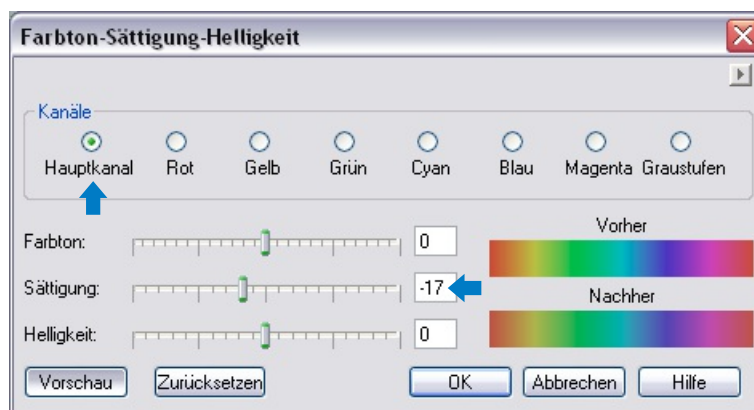 Farbton-Sättigung-Helligkeit
Kanäle
Hauptkanal Rot Gelb Grün Cyan Blau Magenta Graustufen
Vorher
Farbton: 0
Sättigung: -17
Nachher
Helligkeit: 0
Vorschau Zurücksetzen OK Abbrechen Hilfe